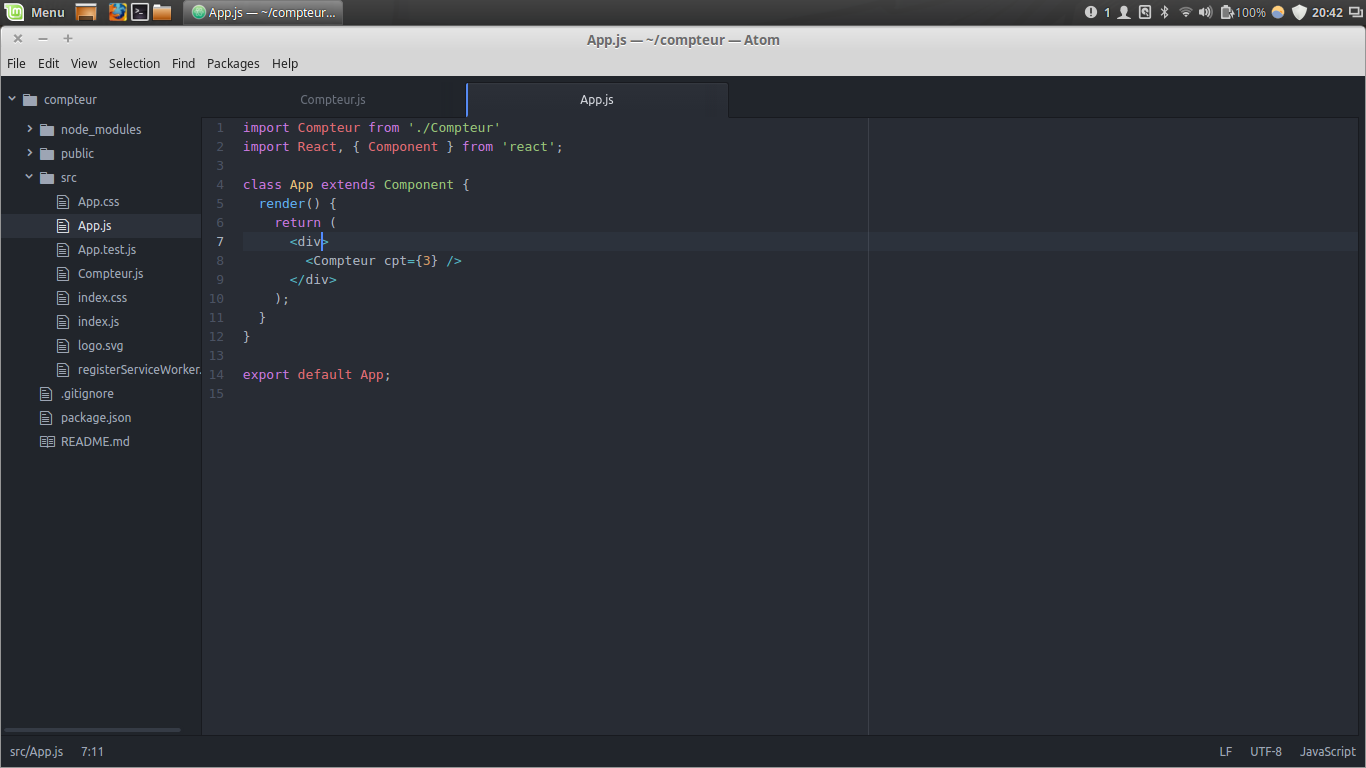 Menu
App.js — ~/compteur...
1
100%
20:42
App.js — ~/compteur — Atom
File Edit View Selection Find Packages Help
compteur
node_modules
public
src
App.css
App.js
App.test.js
Compteur.js
index.css
index.js
logo.svg
registerServiceWorker.
.gitignore
package.json
README.md
Compteur.js App.js
1 import Compteur from './Compteur'
2 import React, { Component } from 'react';
3
4 class App extends Component {
5   render() {
6     return (
7       <div>
8         <Compteur cpt={3} />
9       </div>
10     );
11   }
12 }
13
14 export default App;
15
src/App.js 7:11
LF UTF-8 JavaScript